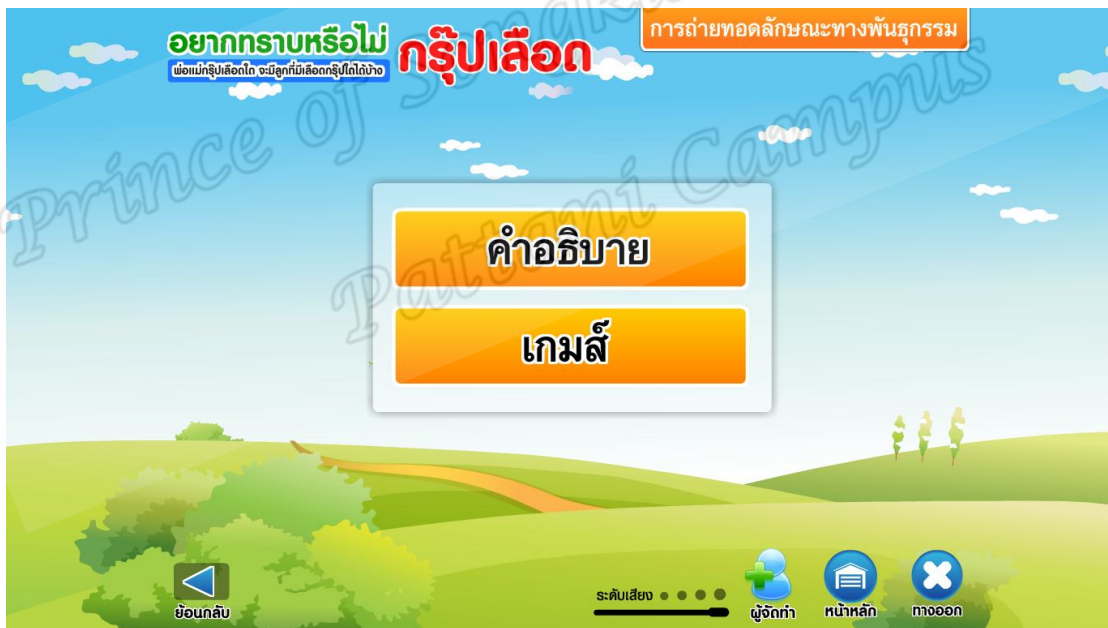 อยากทราบหรือไม่
พ่อแม่กรุ๊ปเลือดใด จะมีลูกที่มีเลือดกรุ๊ปใดได้บ้าง
กรุ๊ปเลือด
การถ่ายทอดลักษณะทางพันธุกรรม
Prince of Songkla
Pattani Campus
คำอธิบาย
เกมส์
ย้อนกลับ
ระดับเสียง
ผู้จัดทำ
หน้าหลัก
ทางออก